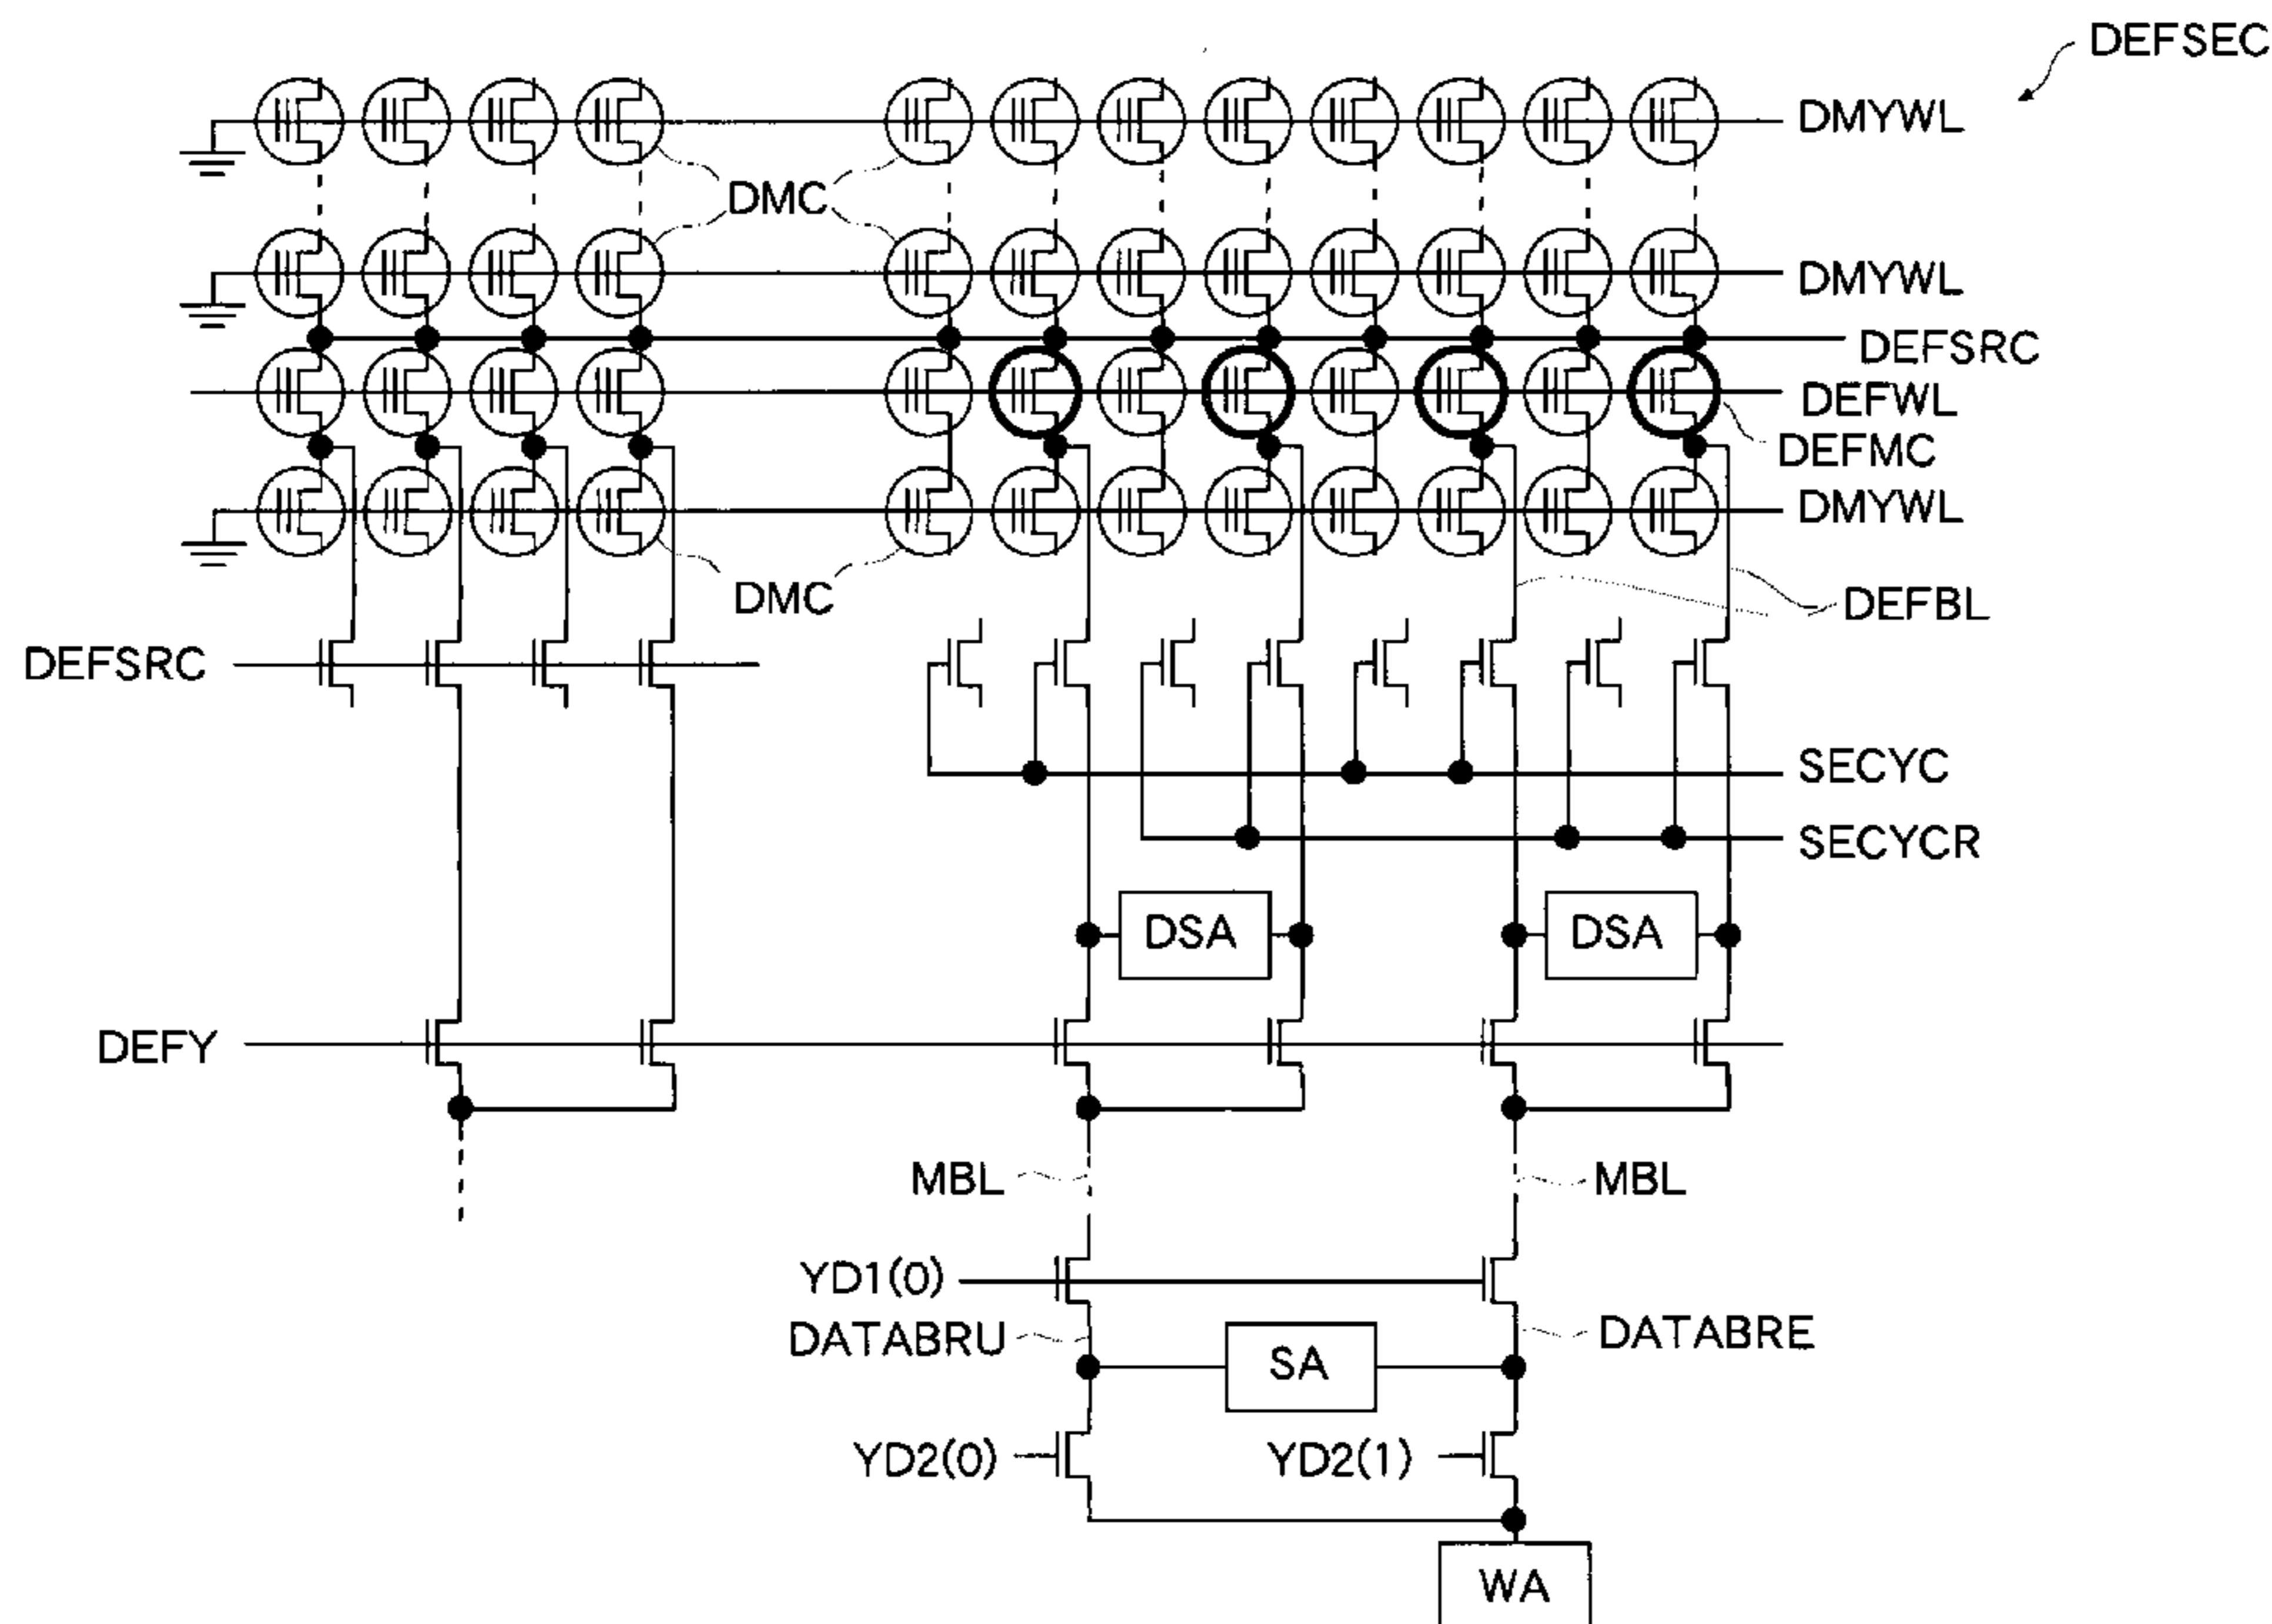 DEFSEC
DMYWL
DMC
DMYWL
DEFSRC
DEFWL
DEFMC
DMYWL
DMC
DEFBL
DEFSRC
SECYC
SECYCR
DSA DSA
DEFY
MBL MBL
YD1(0)
DATABRU SA DATABRE
YD2(0) YD2(1)
WA